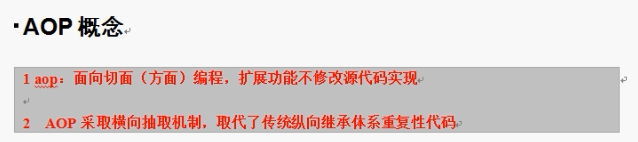 AOP 概念
1 aop：面向切面（方面）编程，扩展功能不修改源代码实现
2 AOP 采取横向抽取机制，取代了传统纵向继承体系重复性代码